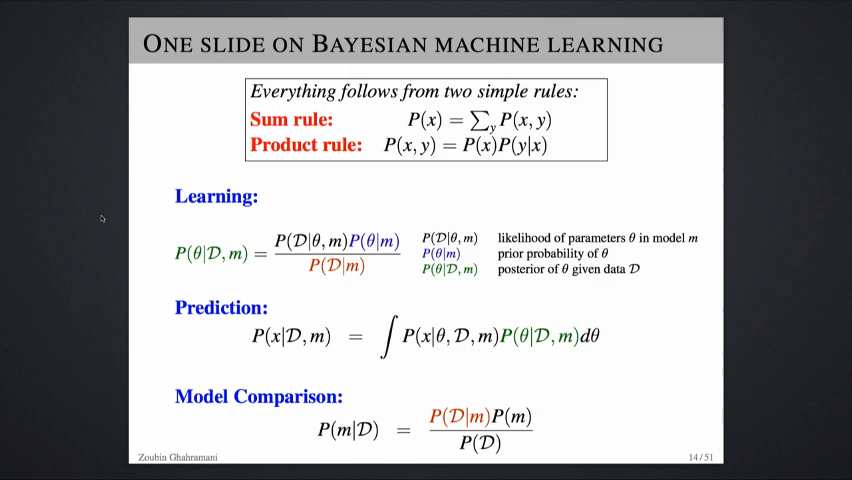 ONE SLIDE ON BAYESIAN MACHINE LEARNING
Everything follows from two simple rules:
Sum rule: P(x) = ∑_y P(x, y)
Product rule: P(x, y) = P(x)P(y|x)
Learning:
P(θ|𝒟, m) = P(𝒟|θ, m)P(θ|m) / P(𝒟|m)
P(𝒟|θ, m) likelihood of parameters θ in model m
P(θ|m) prior probability of θ
P(θ|𝒟, m) posterior of θ given data 𝒟
Prediction:
P(x|𝒟, m) = ∫ P(x|θ, 𝒟, m)P(θ|𝒟, m)dθ
Model Comparison:
P(m|𝒟) = P(𝒟|m)P(m) / P(𝒟)
Zoubin Ghahramani 14 / 51